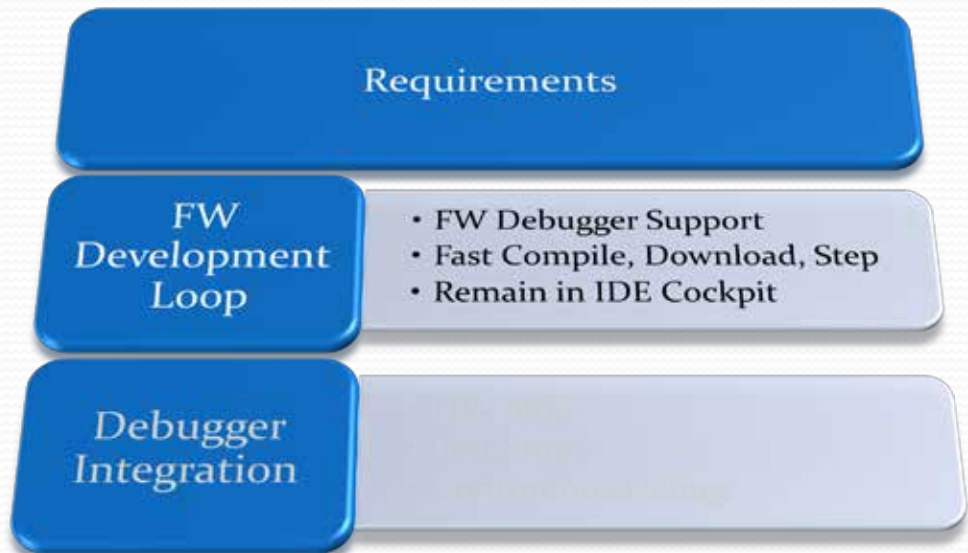 Requirements
FW
Development
Loop
• FW Debugger Support
• Fast Compile, Download, Step
• Remain in IDE Cockpit
Debugger
Integration